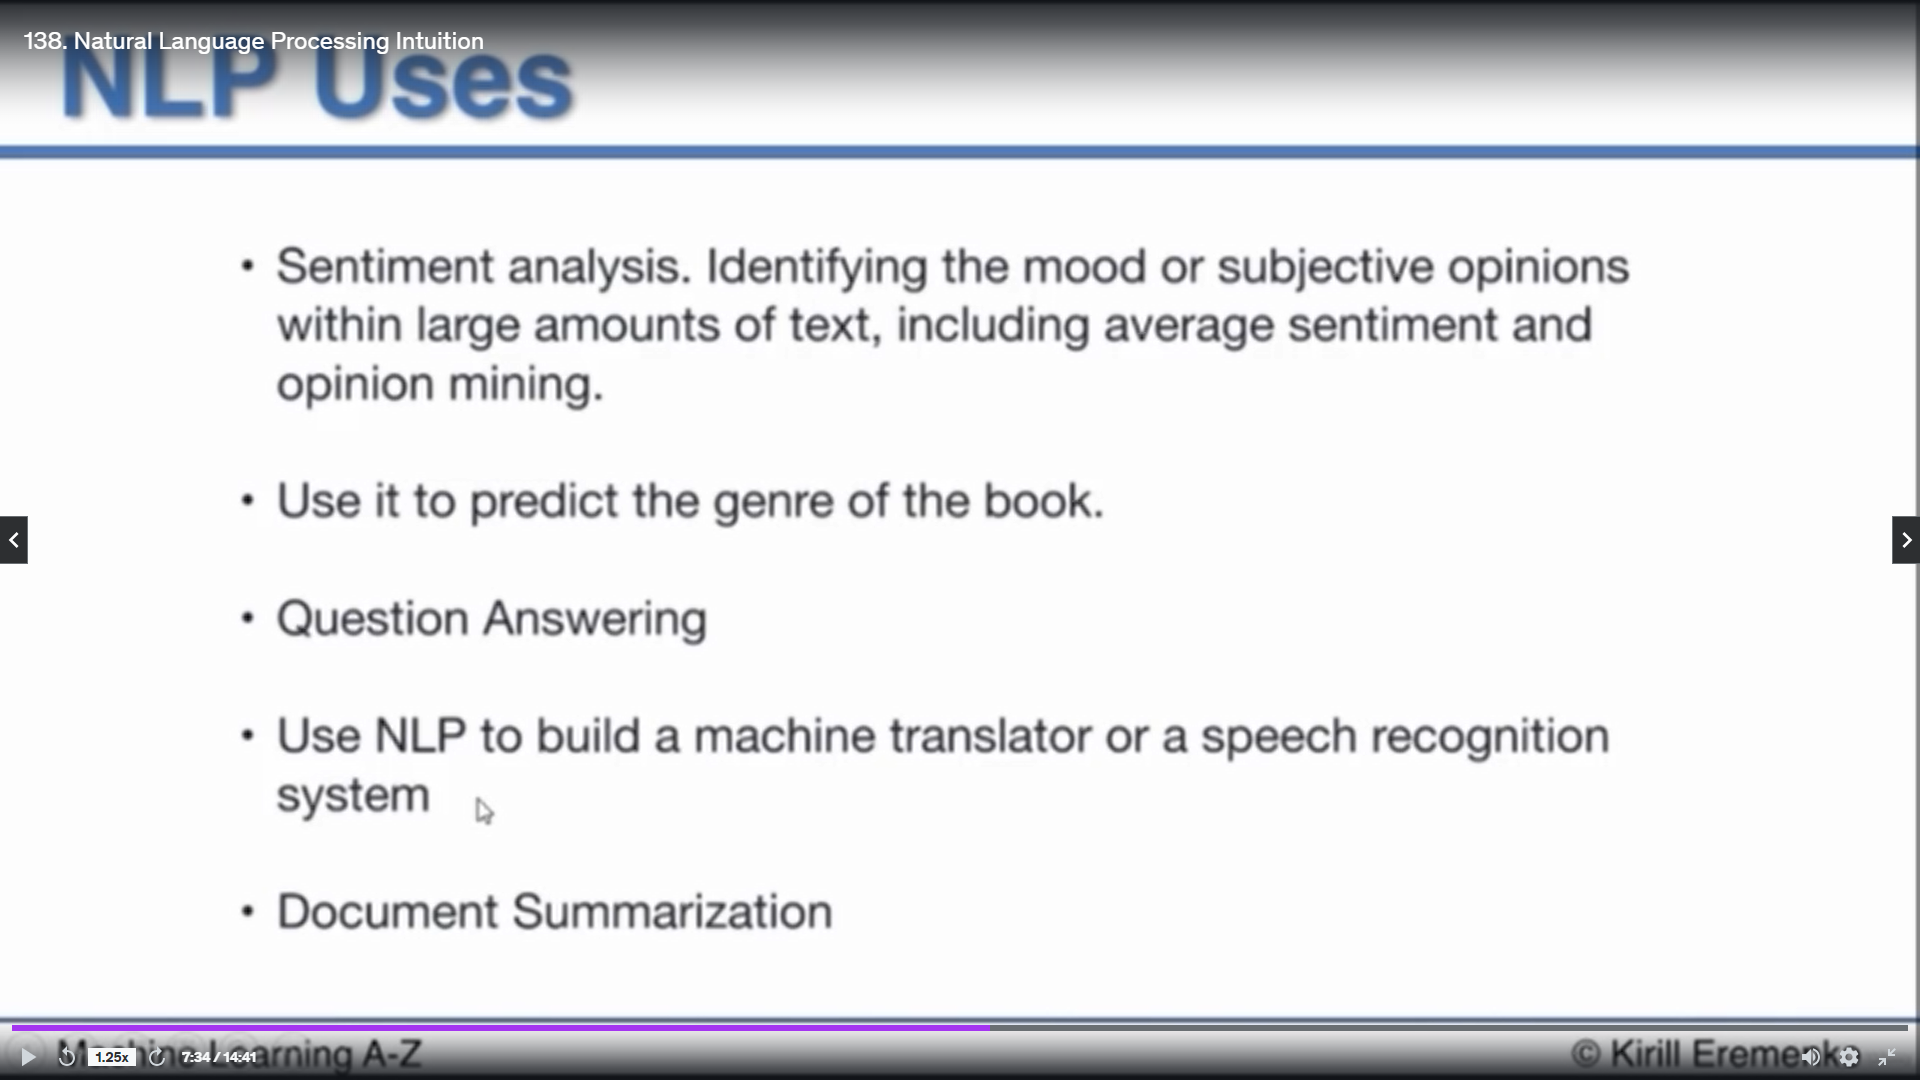 138. Natural Language Processing Intuition
NLP Uses
• Sentiment analysis. Identifying the mood or subjective opinions
within large amounts of text, including average sentiment and
opinion mining.
• Use it to predict the genre of the book.
• Question Answering
• Use NLP to build a machine translator or a speech recognition
system
• Document Summarization
Machine Learning A-Z
© Kirill Eremenko
1.25x
7:34 / 14:41